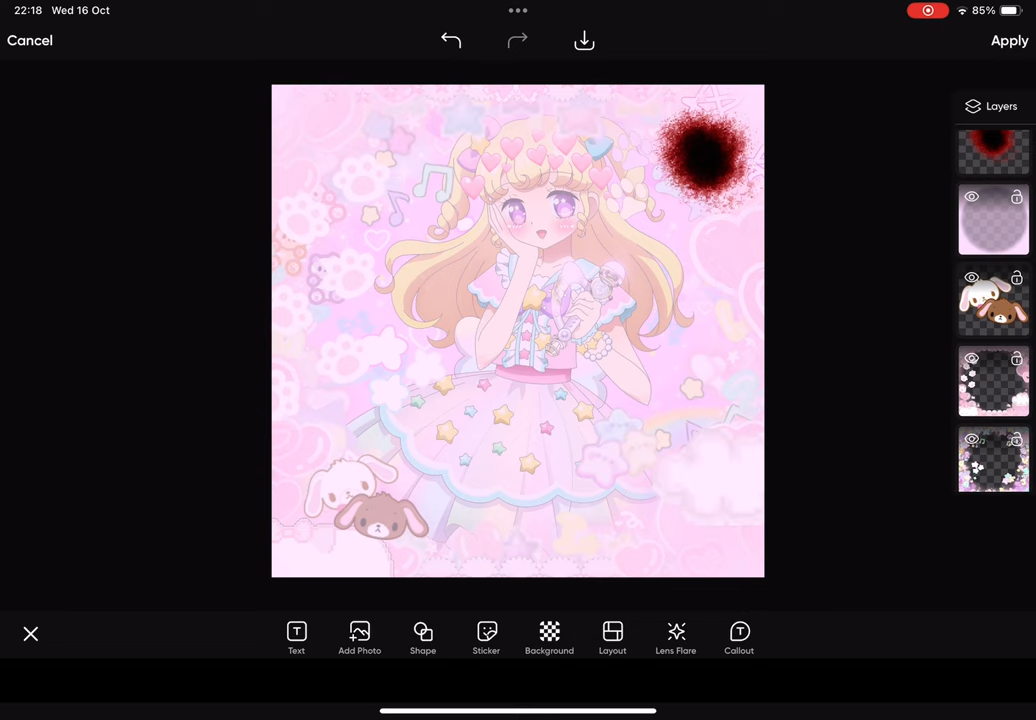 22:18 Wed 16 Oct
85%
Cancel
Apply
Layers
Text
Add Photo
Shape
Sticker
Background
Layout
Lens Flare
Callout